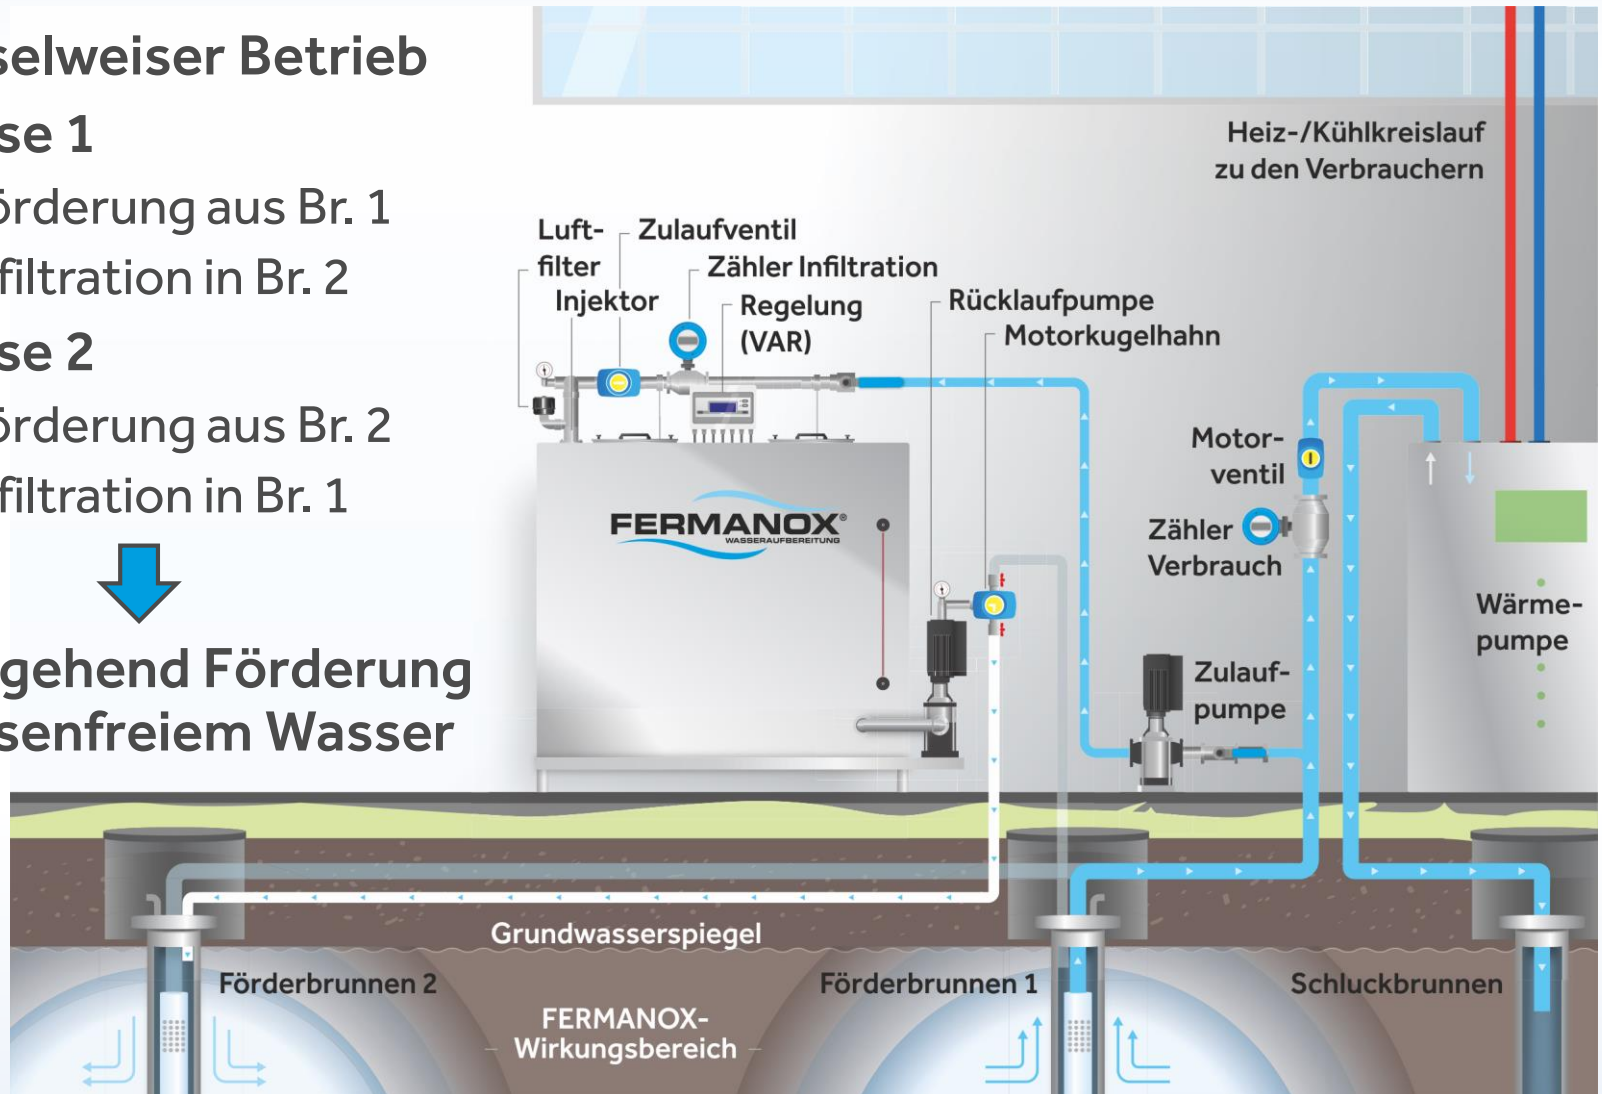 selweiser Betrieb
se 1
örderung aus Br. 1
filtration in Br. 2
se 2
örderung aus Br. 2
filtration in Br. 1
gehend Förderung
senfreiem Wasser
Heiz-/Kühlkreislauf
zu den Verbrauchern
Luft-
filter
Zulaufventil
Zähler Infiltration
Injektor
Regelung
(VAR)
Rücklaufpumpe
Motorkugelhahn
Motor-
ventil
Zähler
Verbrauch
FERMANOX®
WASSERAUFBEREITUNG
Wärme-
pumpe
Zulauf-
pumpe
Grundwasserspiegel
Förderbrunnen 2
Förderbrunnen 1
Schluckbrunnen
FERMANOX-
Wirkungsbereich